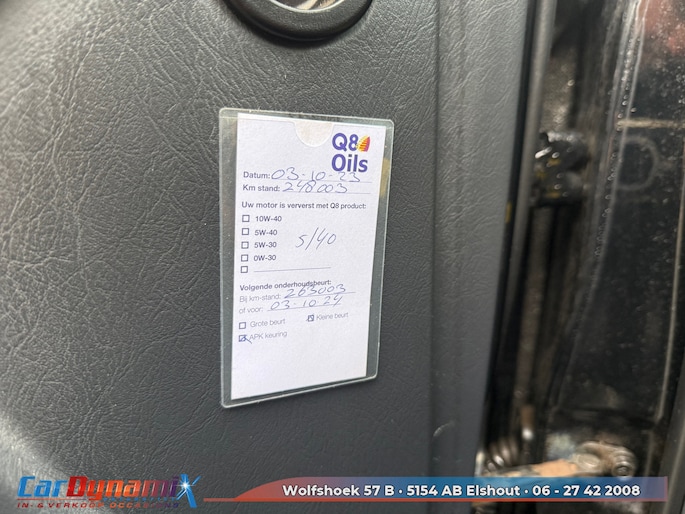 Q8
Oils
Datum: 03-10-23
Km stand: 248003
Uw motor is ververst met Q8 product:
10W-40
5W-40
5W-30
5/40
0W-30
Volgende onderhoudsbeurt:
Bij km-stand: 263003
of voor: 03-10-24
Grote beurt Kleine beurt
APK keuring
CarDynamiX
IN- & VERKOOP OCCASIONS
Wolfshoek 57 B • 5154 AB Elshout • 06 - 27 42 2008